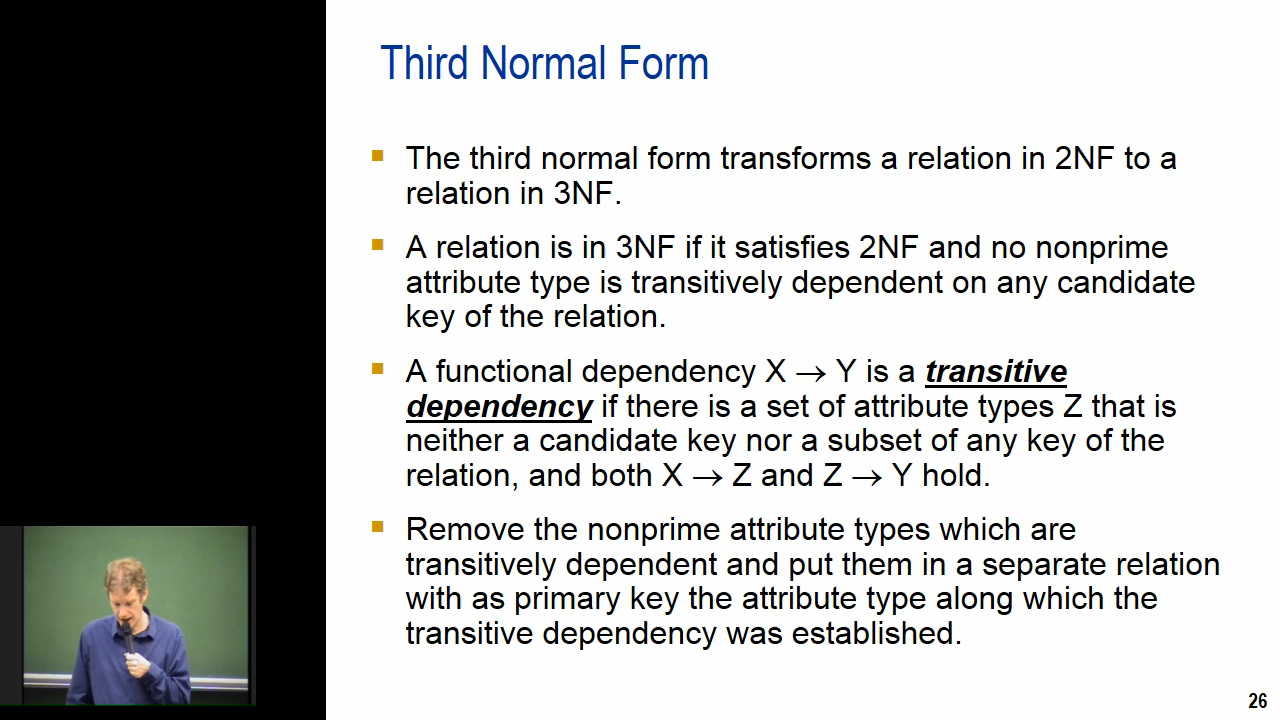 Third Normal Form
▪ The third normal form transforms a relation in 2NF to a
relation in 3NF.
▪ A relation is in 3NF if it satisfies 2NF and no nonprime
attribute type is transitively dependent on any candidate
key of the relation.
▪ A functional dependency X → Y is a transitive
dependency if there is a set of attribute types Z that is
neither a candidate key nor a subset of any key of the
relation, and both X → Z and Z → Y hold.
▪ Remove the nonprime attribute types which are
transitively dependent and put them in a separate relation
with as primary key the attribute type along which the
transitive dependency was established.
26